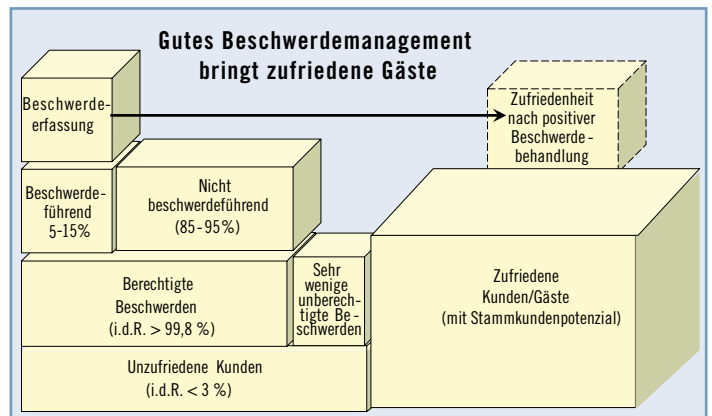 Gutes Beschwerdemanagement
bringt zufriedene Gäste
Beschwerde-
erfassung
Zufriedenheit
nach positiver
Beschwerde-
behandlung
Beschwerde-
führend
5-15%
Nicht
beschwerdeführend
(85-95%)
Berechtigte
Beschwerden
(i.d.R. > 99,8 %)
Sehr
wenige
unberech-
tigte Be-
schwerden
Zufriedene
Kunden/Gäste
(mit Stammkundenpotenzial)
Unzufriedene Kunden
(i.d.R. < 3 %)